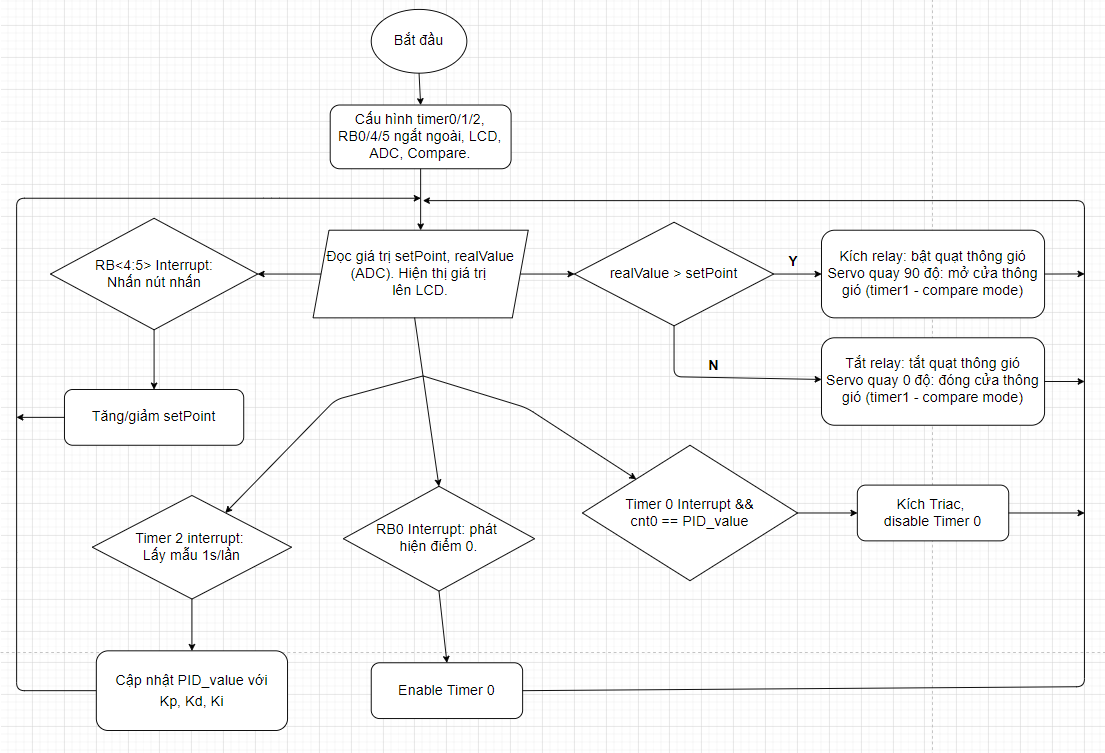 Bắt đầu
Cấu hình timer0/1/2,
RB0/4/5 ngắt ngoài, LCD,
ADC, Compare.
RB<4:5> Interrupt:
Nhấn nút nhấn
Đọc giá trị setPoint, realValue
(ADC). Hiện thị giá trị
lên LCD.
realValue > setPoint
Y
Kích relay: bật quạt thông gió
Servo quay 90 độ: mở cửa thông
gió (timer1 - compare mode)
N
Tắt relay: tắt quạt thông gió
Servo quay 0 độ: đóng cửa thông
gió (timer1 - compare mode)
Tăng/giảm setPoint
Timer 2 interrupt:
Lấy mẫu 1s/lần
RB0 Interrupt: phát
hiện điểm 0.
Timer 0 Interrupt &&
cnt0 == PID_value
Kích Triac,
disable Timer 0
Cập nhật PID_value với
Kp, Kd, Ki
Enable Timer 0